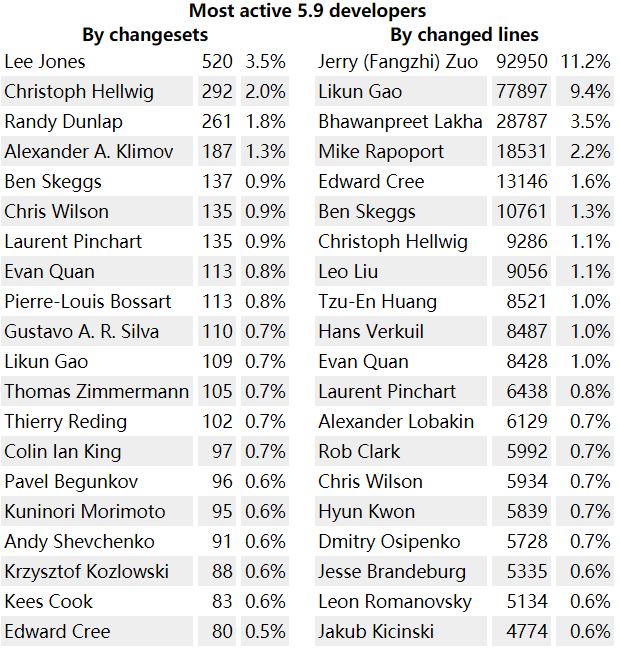 Most active 5.9 developers
By changesets By changed lines
Lee Jones 520 3.5% Jerry (Fangzhi) Zuo 92950 11.2%
Christoph Hellwig 292 2.0% Likun Gao 77897 9.4%
Randy Dunlap 261 1.8% Bhawanpreet Lakha 28787 3.5%
Alexander A. Klimov 187 1.3% Mike Rapoport 18531 2.2%
Ben Skeggs 137 0.9% Edward Cree 13146 1.6%
Chris Wilson 135 0.9% Ben Skeggs 10761 1.3%
Laurent Pinchart 135 0.9% Christoph Hellwig 9286 1.1%
Evan Quan 113 0.8% Leo Liu 9056 1.1%
Pierre-Louis Bossart 113 0.8% Tzu-En Huang 8521 1.0%
Gustavo A. R. Silva 110 0.7% Hans Verkuil 8487 1.0%
Likun Gao 109 0.7% Evan Quan 8428 1.0%
Thomas Zimmermann 105 0.7% Laurent Pinchart 6438 0.8%
Thierry Reding 102 0.7% Alexander Lobakin 6129 0.7%
Colin Ian King 97 0.7% Rob Clark 5992 0.7%
Pavel Begunkov 96 0.6% Chris Wilson 5934 0.7%
Kuninori Morimoto 95 0.6% Hyun Kwon 5839 0.7%
Andy Shevchenko 91 0.6% Dmitry Osipenko 5728 0.7%
Krzysztof Kozlowski 88 0.6% Jesse Brandeburg 5335 0.6%
Kees Cook 83 0.6% Leon Romanovsky 5134 0.6%
Edward Cree 80 0.5% Jakub Kicinski 4774 0.6%